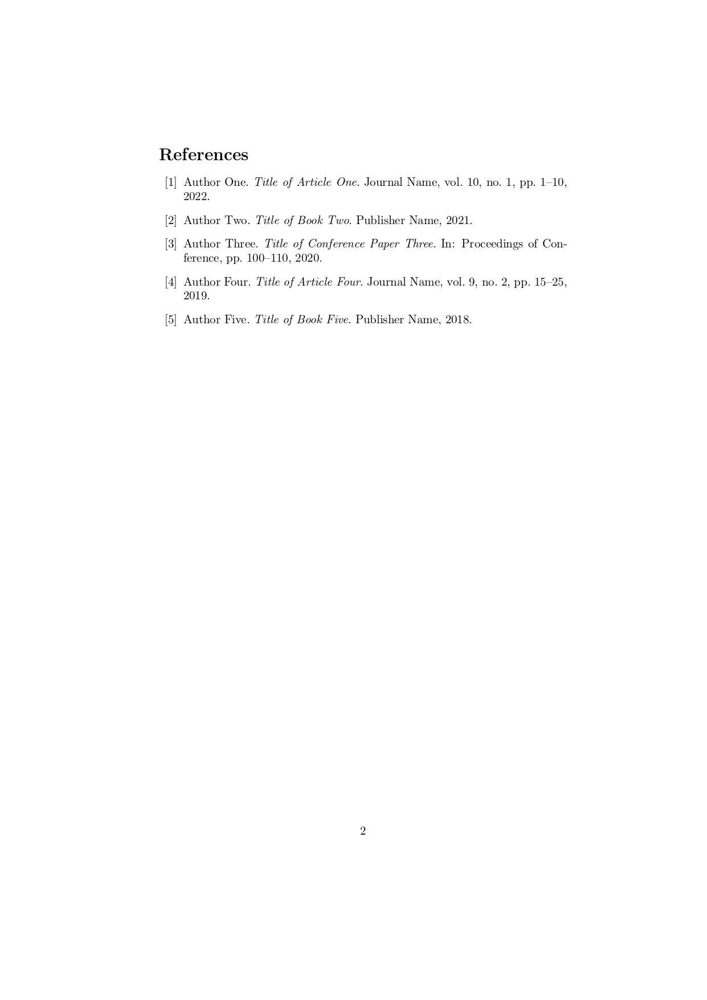 References
[1] Author One. Title of Article One. Journal Name, vol. 10, no. 1, pp. 1–10,
2022.
[2] Author Two. Title of Book Two. Publisher Name, 2021.
[3] Author Three. Title of Conference Paper Three. In: Proceedings of Con-
ference, pp. 100–110, 2020.
[4] Author Four. Title of Article Four. Journal Name, vol. 9, no. 2, pp. 15–25,
2019.
[5] Author Five. Title of Book Five. Publisher Name, 2018.
2